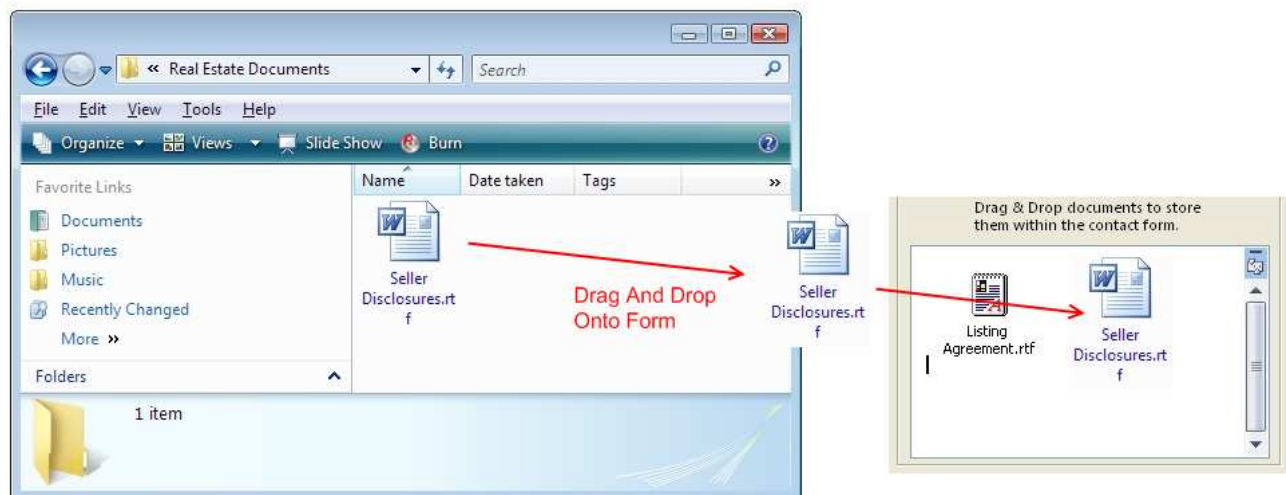 « Real Estate Documents
Search
File Edit View Tools Help
Organize Views Slide Show Burn
Favorite Links
Documents
Pictures
Music
Recently Changed
More »
Folders
Name Date taken Tags »
Seller
Disclosures.rt
f
Drag And Drop
Onto Form
Seller
Disclosures.rt
f
1 item
Drag & Drop documents to store
them within the contact form.
Listing
Agreement.rtf
Seller
Disclosures.rt
f